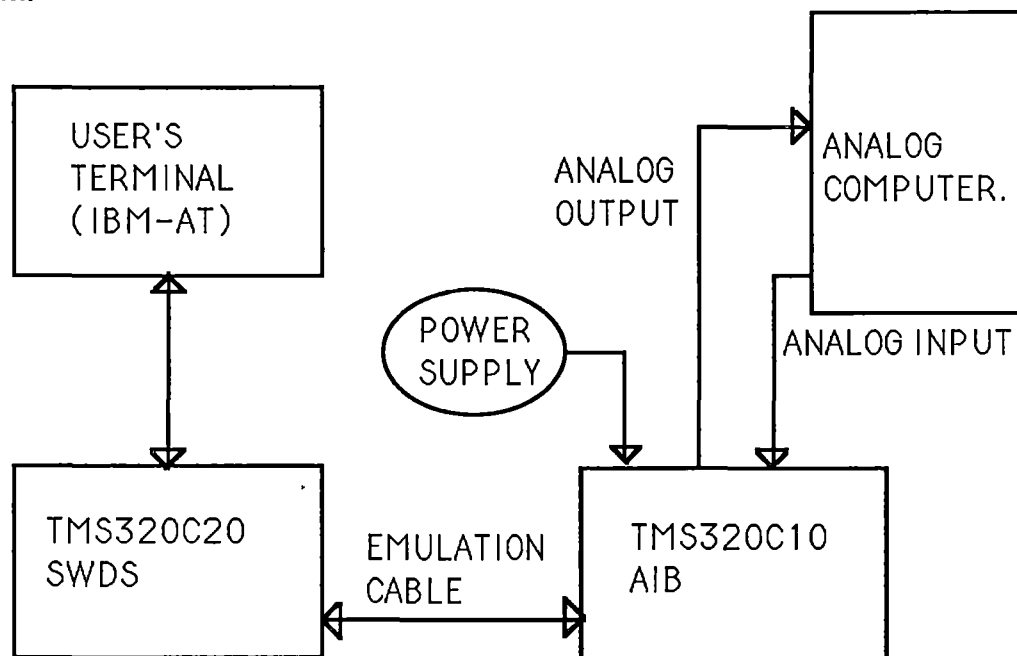 USER'S
TERMINAL
(IBM-AT)
ANALOG
OUTPUT
ANALOG
COMPUTER.
POWER
SUPPLY
ANALOG INPUT
TMS320C20
SWDS
EMULATION
CABLE
TMS320C10
AIB